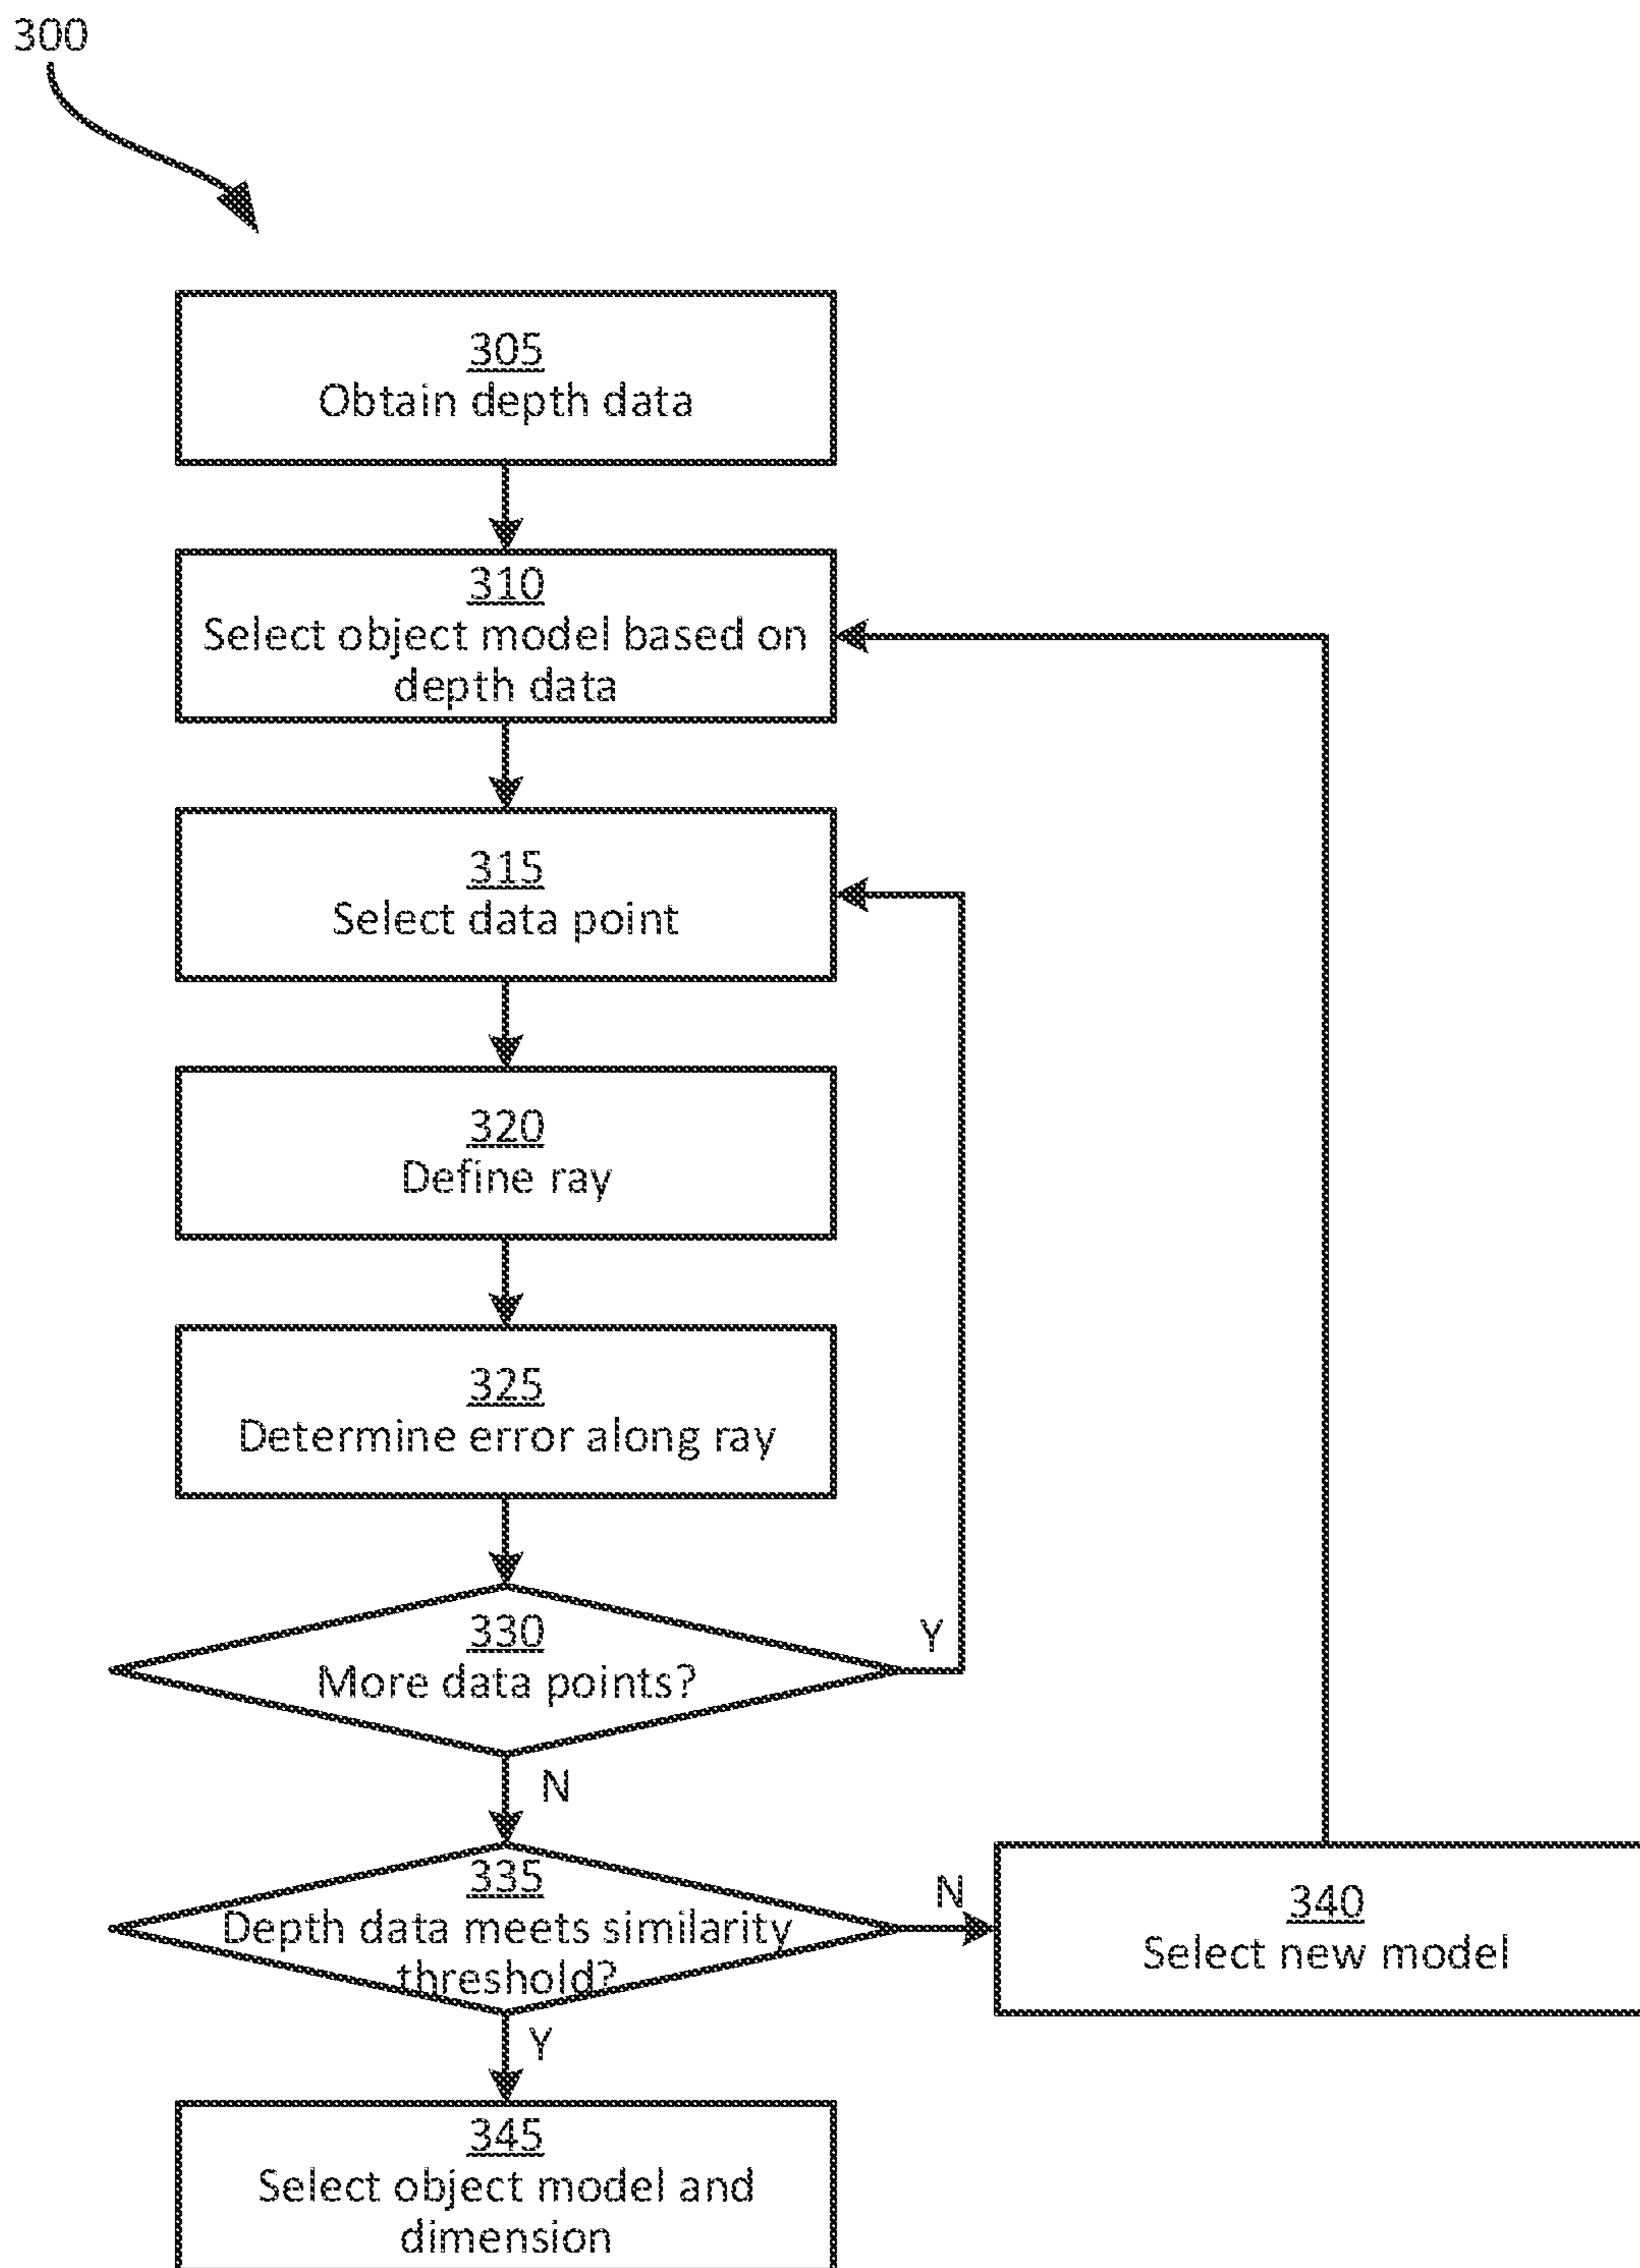 300
305
Obtain depth data
310
Select object model based on
depth data
315
Select data point
320
Define ray
325
Determine error along ray
330
More data points?
Y
N
335
Depth data meets similarity
threshold?
N
340
Select new model
Y
345
Select object model and
dimension